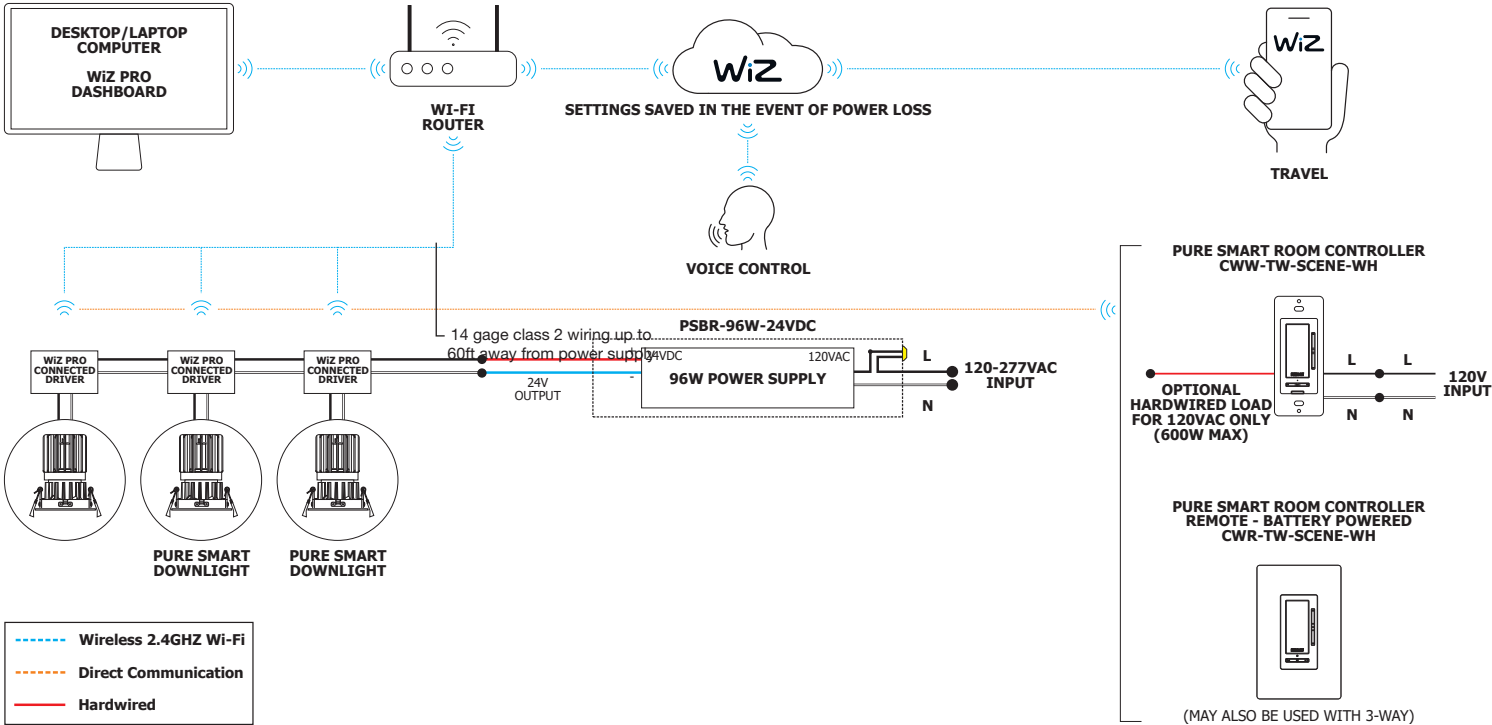 DESKTOP/LAPTOP
COMPUTER
WiZ PRO
DASHBOARD
WI-FI
ROUTER
WiZ
SETTINGS SAVED IN THE EVENT OF POWER LOSS
WiZ
TRAVEL
VOICE CONTROL
14 gage class 2 wiring up to
60ft away from power supply
WiZ PRO
CONNECTED
DRIVER
WiZ PRO
CONNECTED
DRIVER
WiZ PRO
CONNECTED
DRIVER
24V
OUTPUT
PSBR-96W-24VDC
+
24VDC
120VAC
-
96W POWER SUPPLY
L
N
120-277VAC
INPUT
PURE SMART
DOWNLIGHT
PURE SMART
DOWNLIGHT
PURE SMART ROOM CONTROLLER
CWW-TW-SCENE-WH
OPTIONAL
HARDWIRED LOAD
FOR 120VAC ONLY
(600W MAX)
L L
N N
120V
INPUT
PURE SMART ROOM CONTROLLER
REMOTE - BATTERY POWERED
CWR-TW-SCENE-WH
(MAY ALSO BE USED WITH 3-WAY)
Wireless 2.4GHZ Wi-Fi
Direct Communication
Hardwired